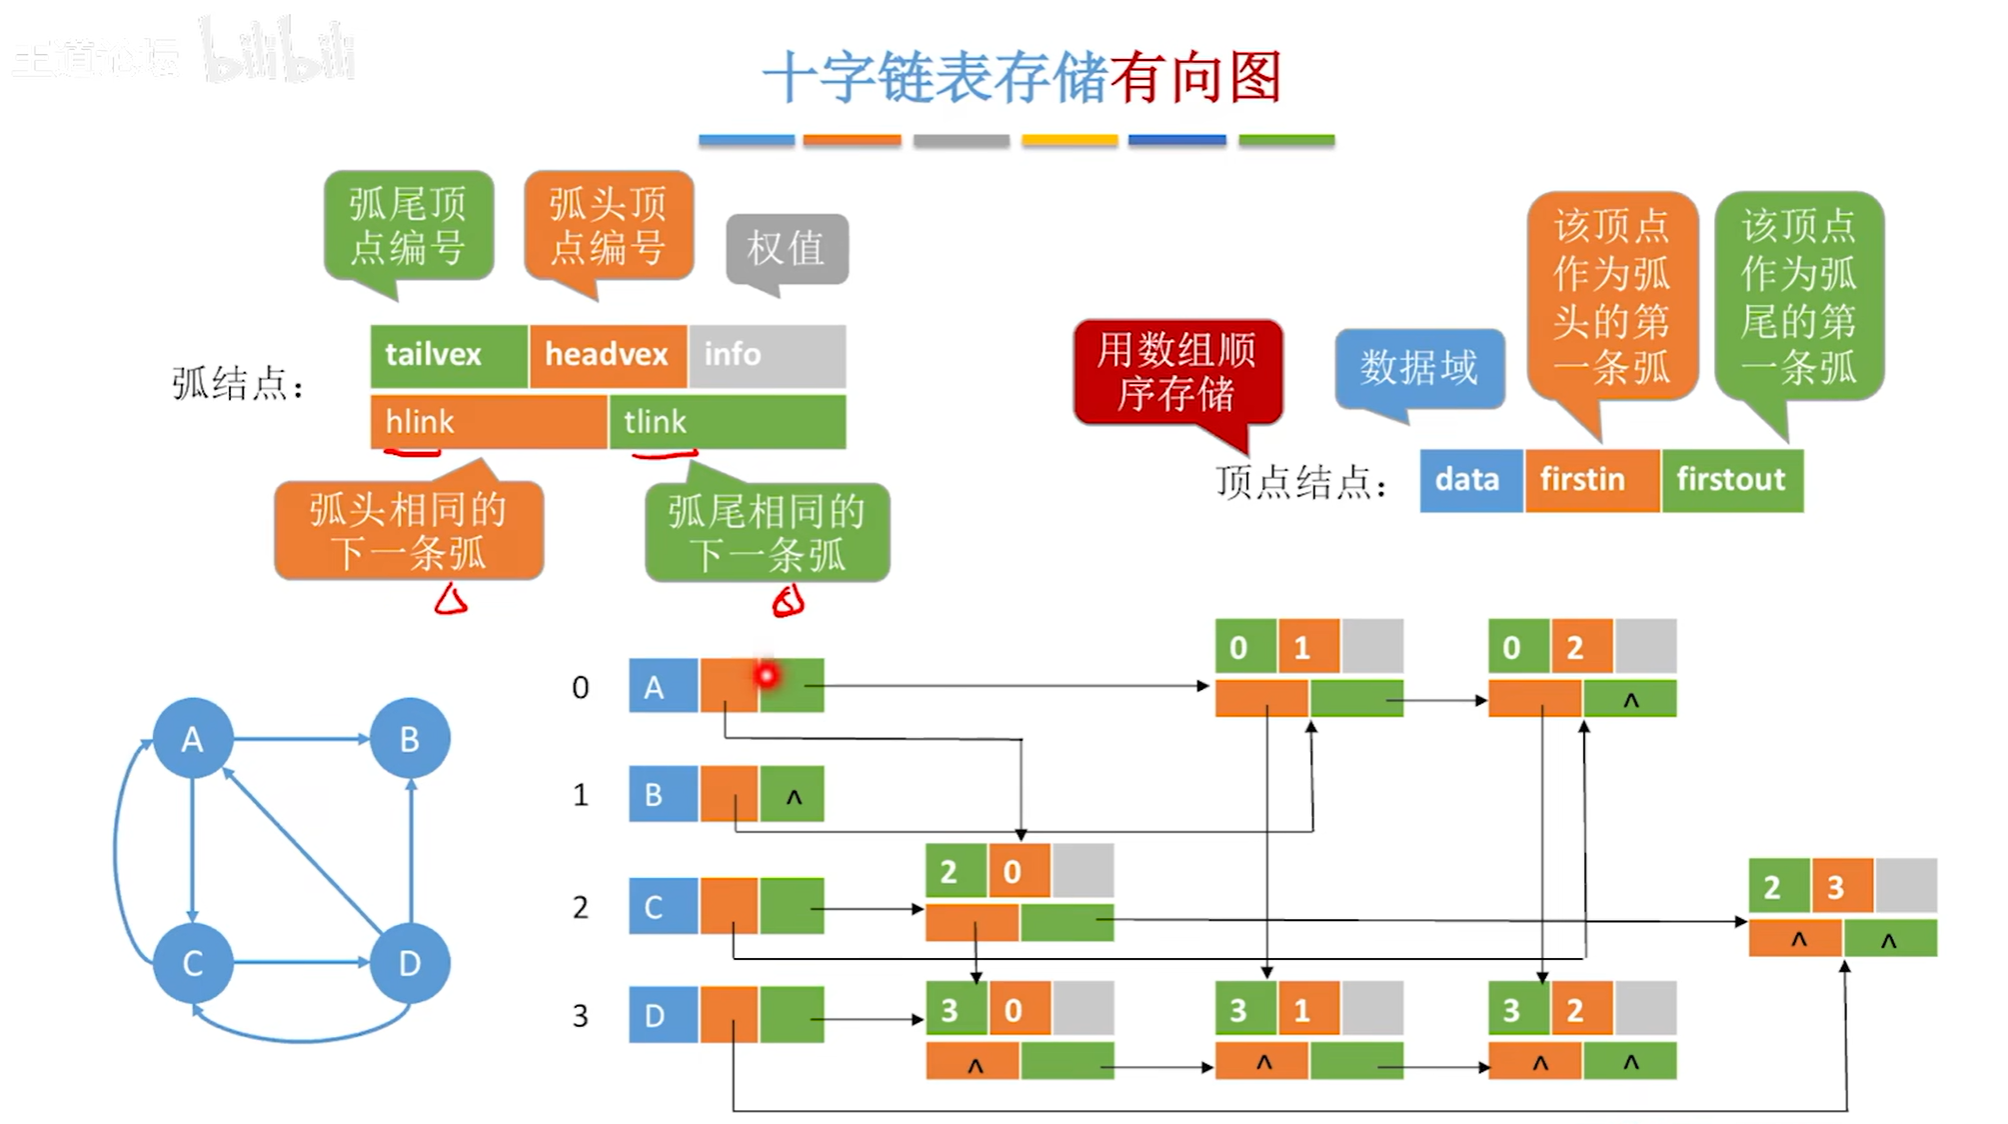 王道论坛 bilibili
十字链表存储有向图
弧尾顶
点编号
弧头顶
点编号
权值
该顶点
作为弧
头的第
一条弧
该顶点
作为弧
尾的第
一条弧
用数组顺
序存储
数据域
弧结点：
tailvex headvex info
hlink tlink
顶点结点：
data firstin firstout
弧头相同的
下一条弧
弧尾相同的
下一条弧
A B
C D
0 A
0 1
^
0 2
1 B ^
2 C
2 0
2 3
^ ^
3 D
3 0
^
3 1
^
3 2
^ ^